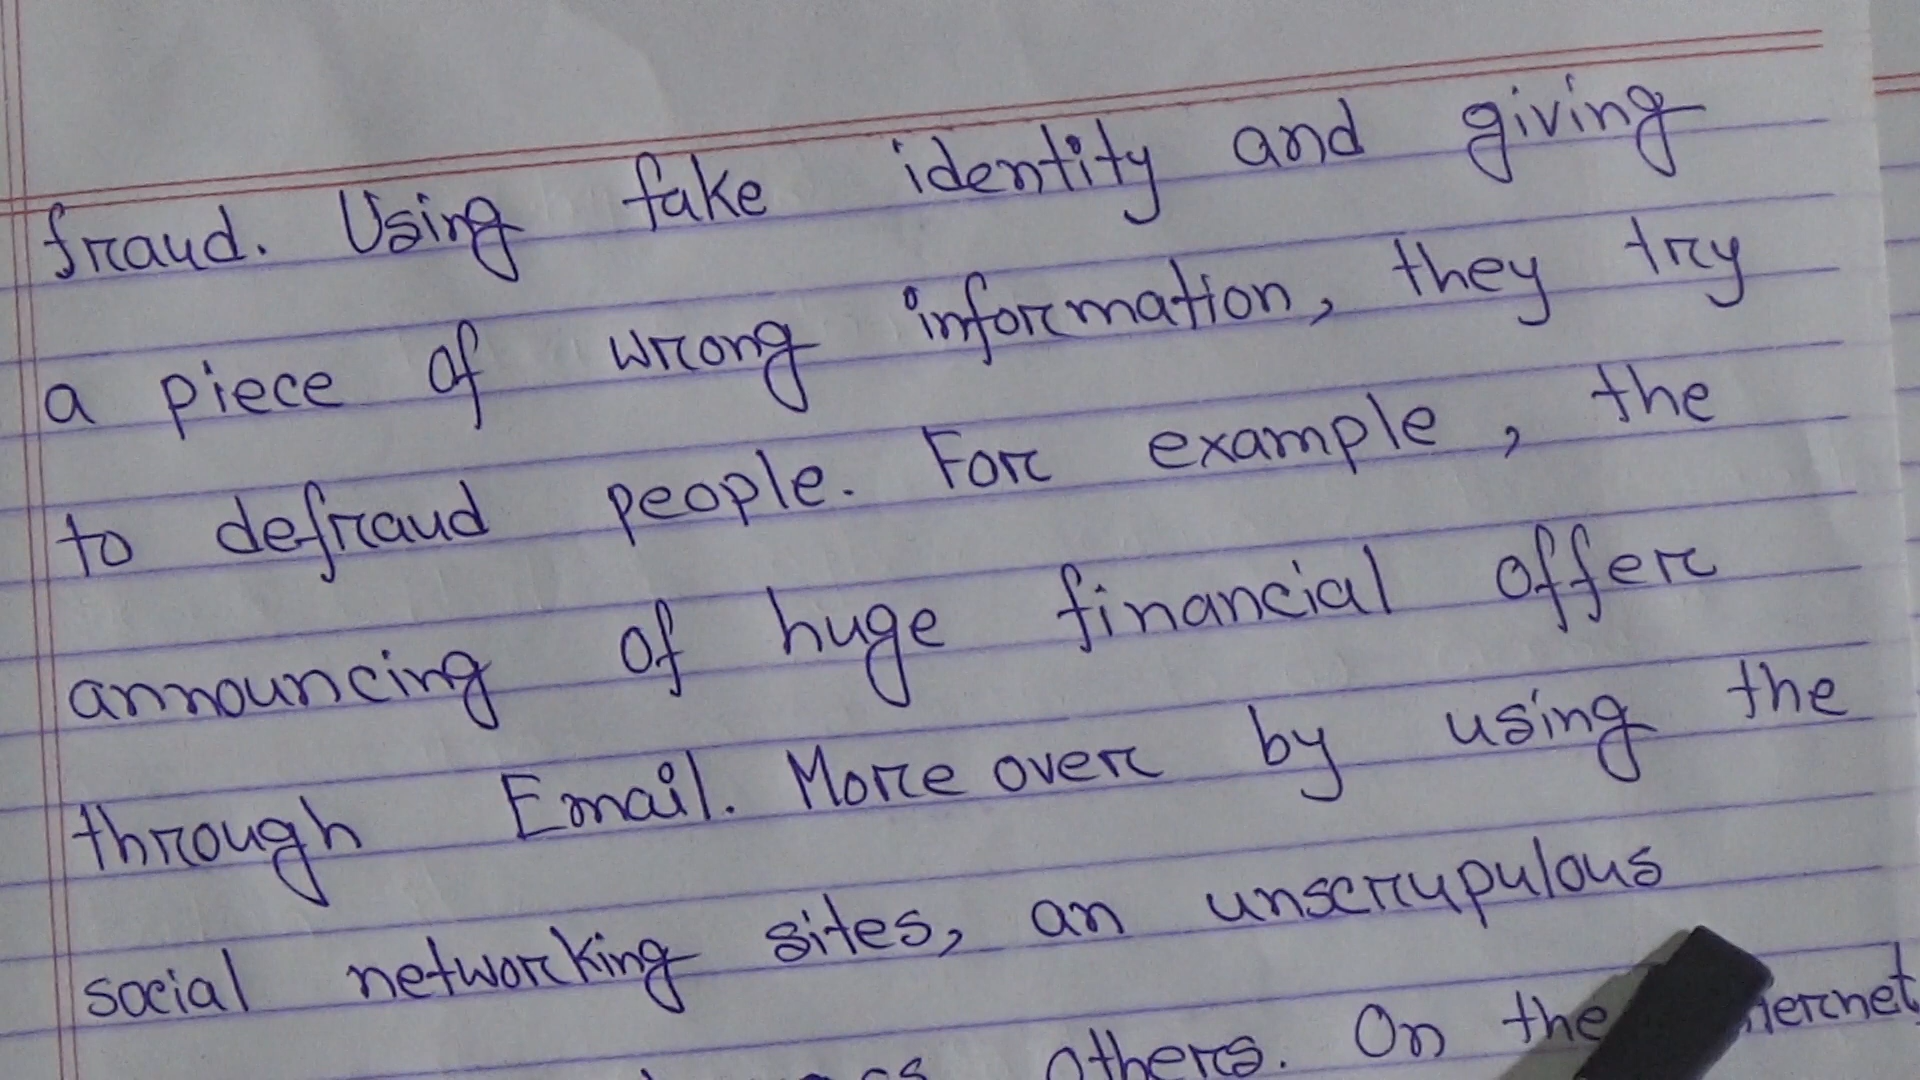 fraud. Using fake identity and giving
a piece of wrong information, they try
to defraud people. For example, the
announcing of huge financial offer
through Email. More over by using the
social networking sites, an unscrupulous
others. On the